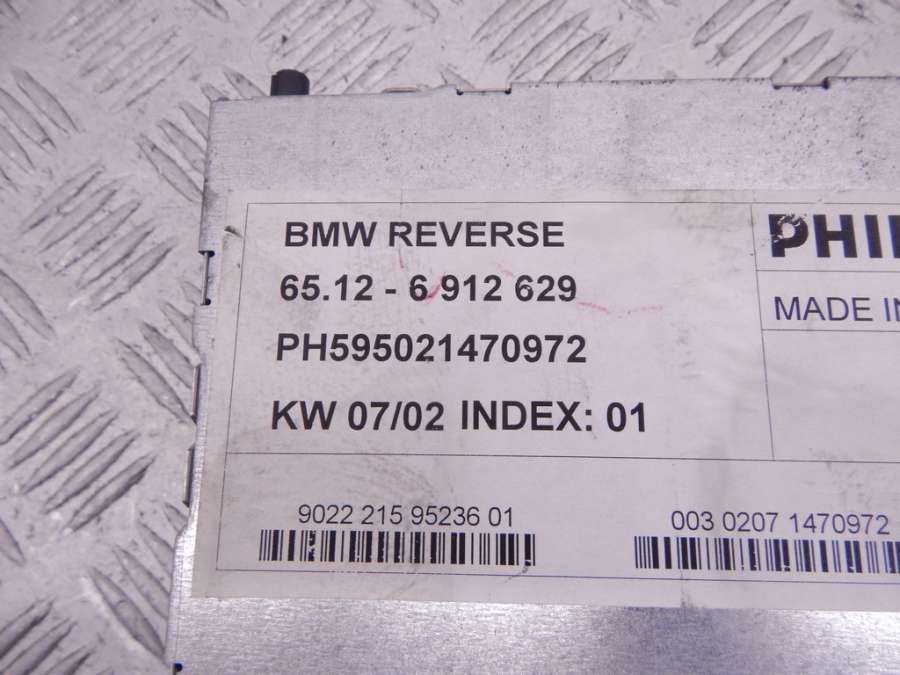 BMW REVERSE
65.12 - 6 912 629
PH595021470972
KW 07/02 INDEX: 01
MADE
9022 215 95236 01
003 0207 1470972